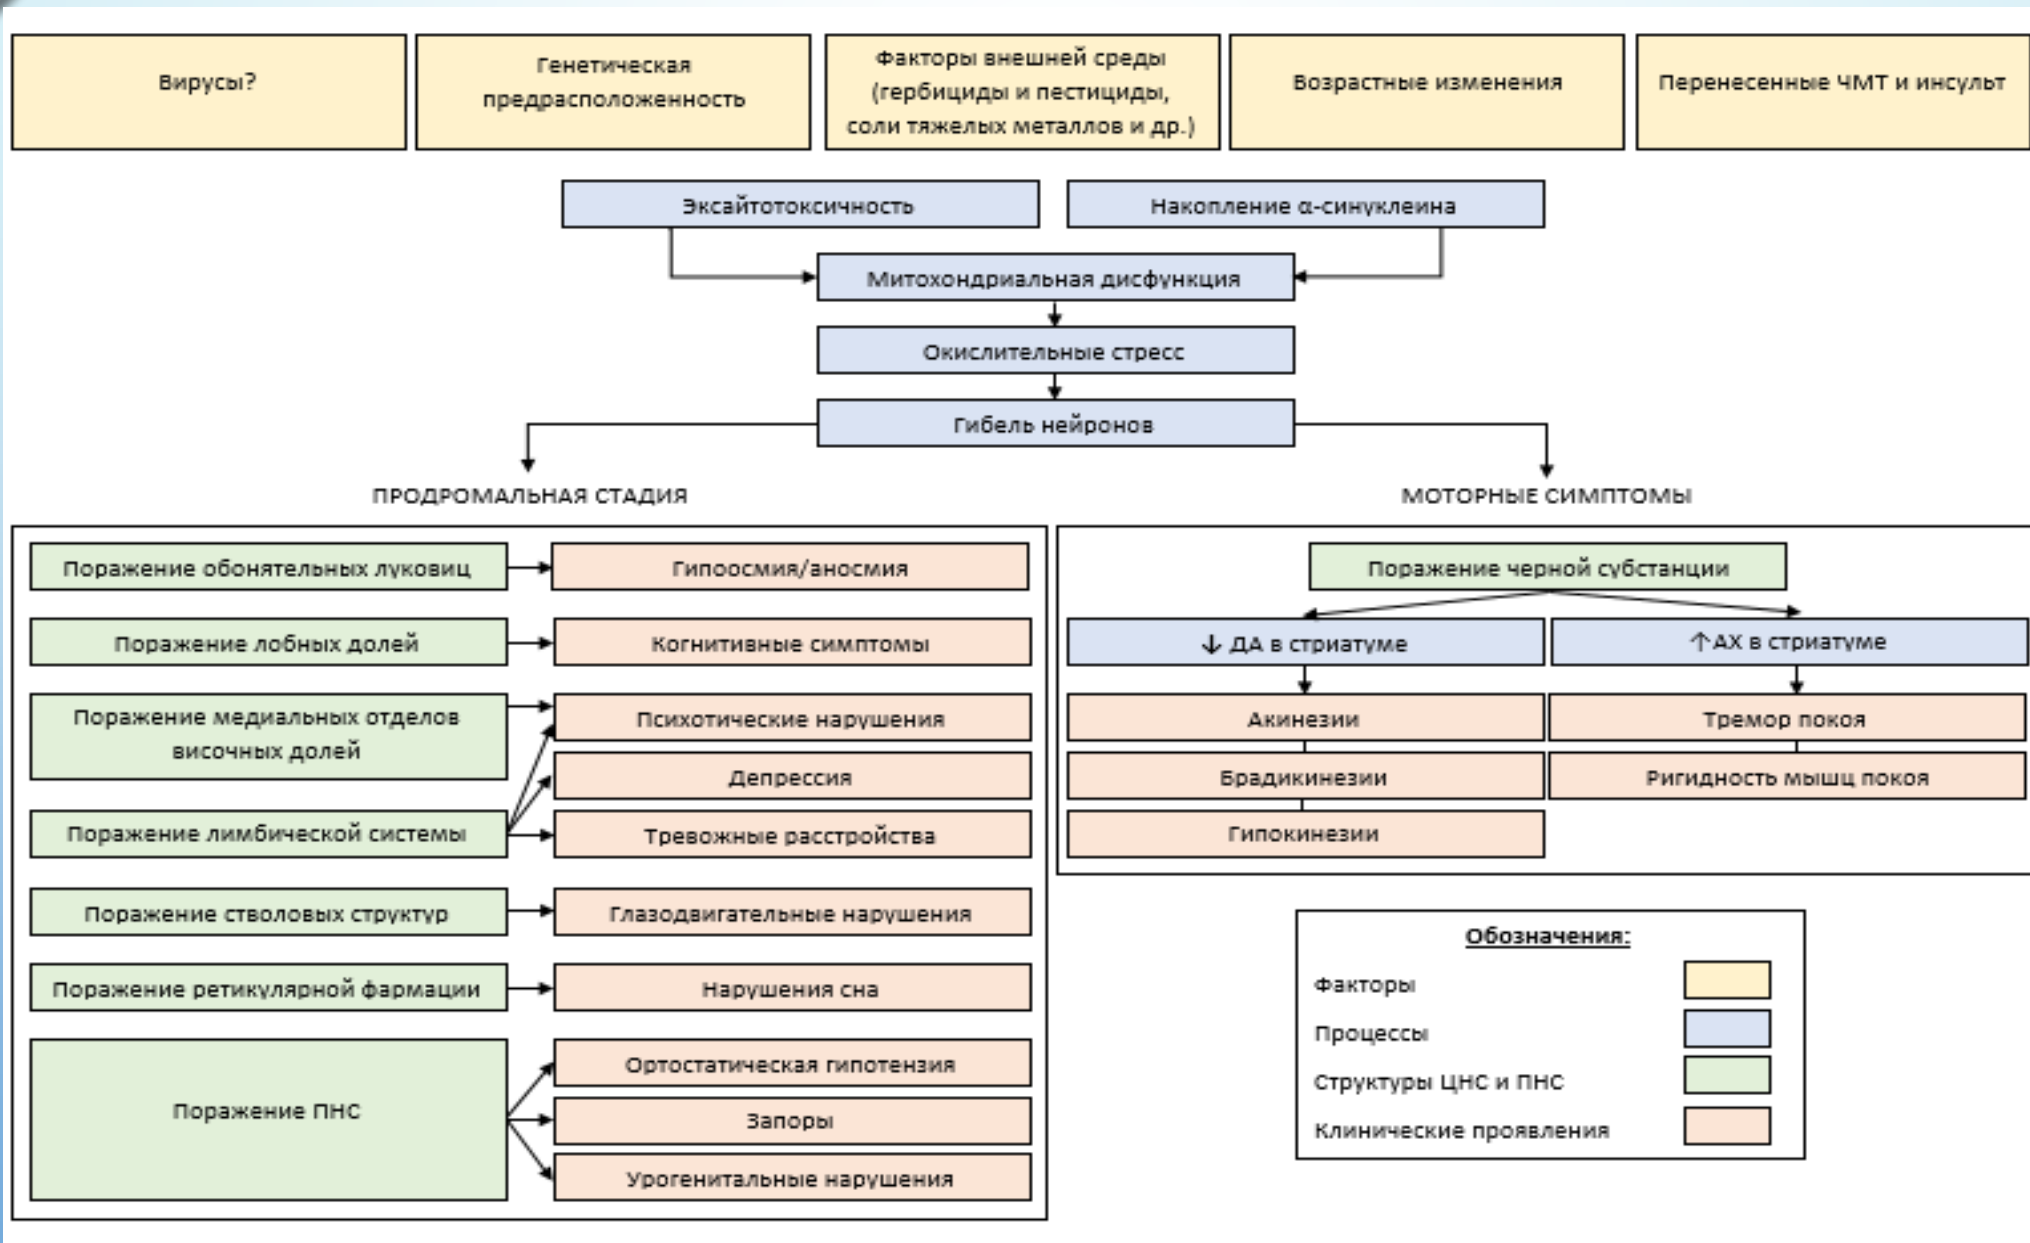 Вирусы?
Генетическая
предрасположенность
Факторы внешней среды
(гербициды и пестициды,
соли тяжелых металлов и др.)
Возрастные изменения
Перенесенные ЧМТ и инсульт
Эксайтотоксичность
Накопление α-синуклеина
Митохондриальная дисфункция
Окислительные стресс
Гибель нейронов
ПРОДРОМАЛЬНАЯ СТАДИЯ
Поражение обонятельных луковиц
Гипоосмия/аносмия
Поражение лобных долей
Когнитивные симптомы
Поражение медиальных отделов
височных долей
Психотические нарушения
Депрессия
Поражение лимбической системы
Тревожные расстройства
Поражение стволовых структур
Глазодвигательные нарушения
Поражение ретикулярной фармации
Нарушения сна
Поражение ПНС
Ортостатическая гипотензия
Запоры
Урогенитальные нарушения
МОТОРНЫЕ СИМПТОМЫ
Поражение черной субстанции
↓ ДА в стриатуме
↑АХ в стриатуме
Акинезии
Тремор покоя
Брадикинезии
Ригидность мышц покоя
Гипокинезии
Обозначения:
Факторы
Процессы
Структуры ЦНС и ПНС
Клинические проявления